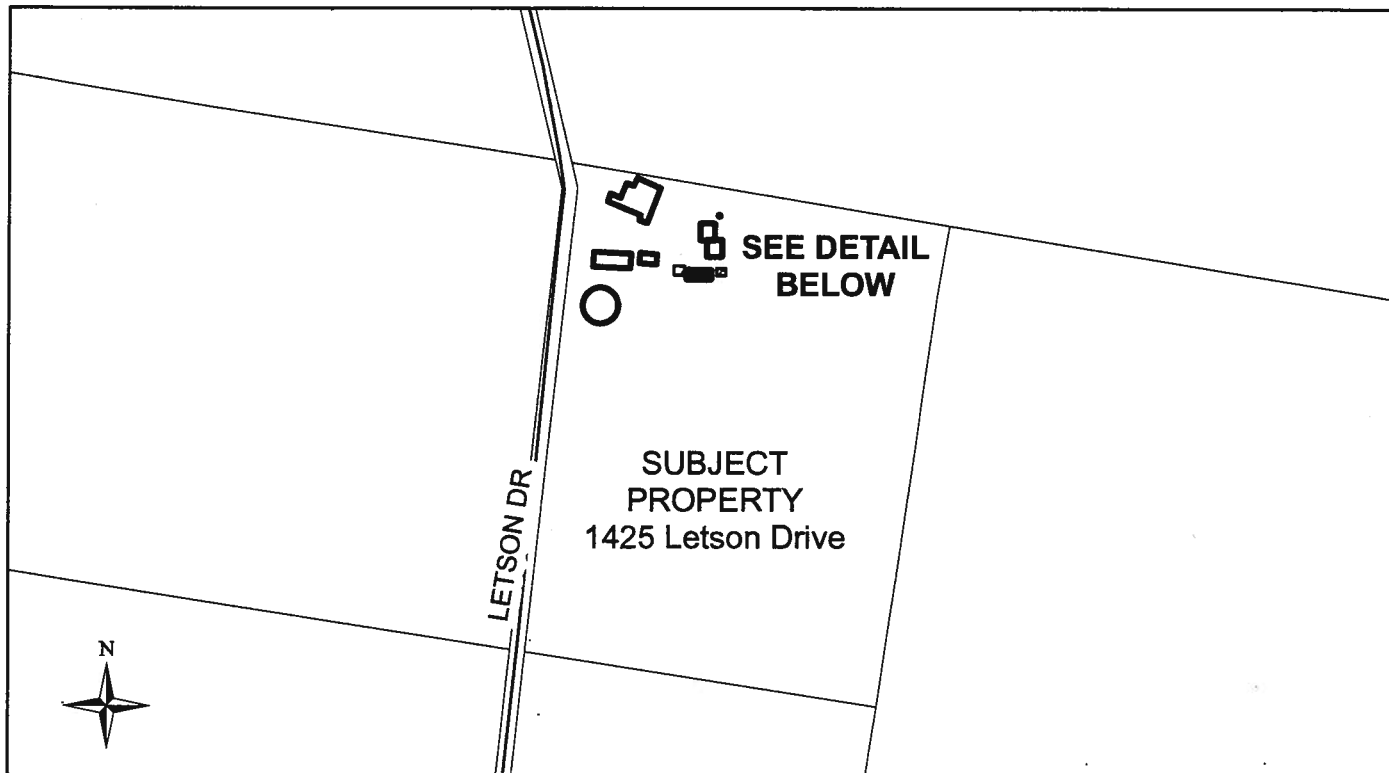 SEE DETAIL
BELOW
SUBJECT
PROPERTY
1425 Letson Drive
LETSON DR
N